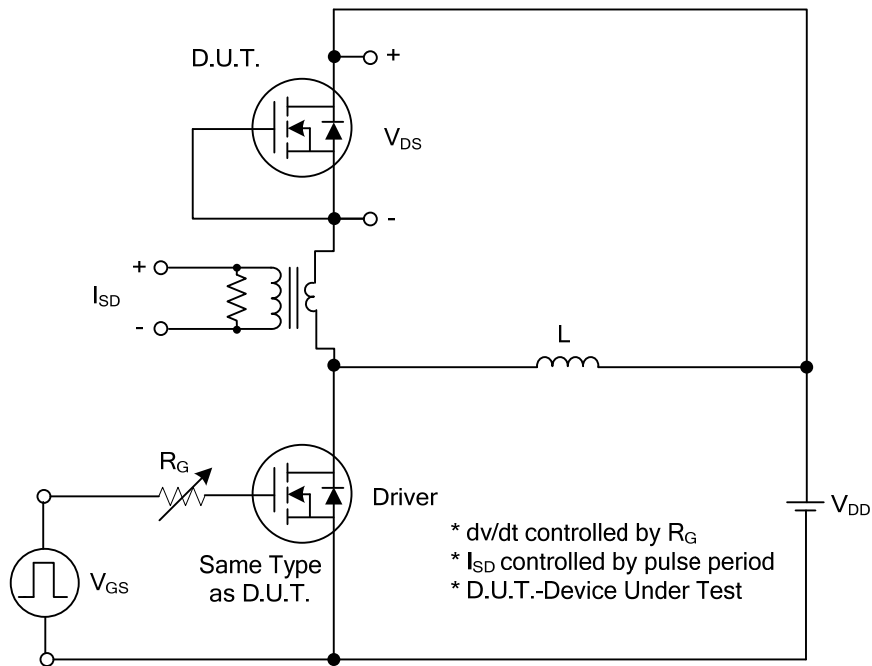 D.U.T.
+
V_DS
-
+
I_SD
-
L
R_G
Driver
V_DD
V_GS
Same Type
as D.U.T.
* dv/dt controlled by R_G
* I_SD controlled by pulse period
* D.U.T.-Device Under Test